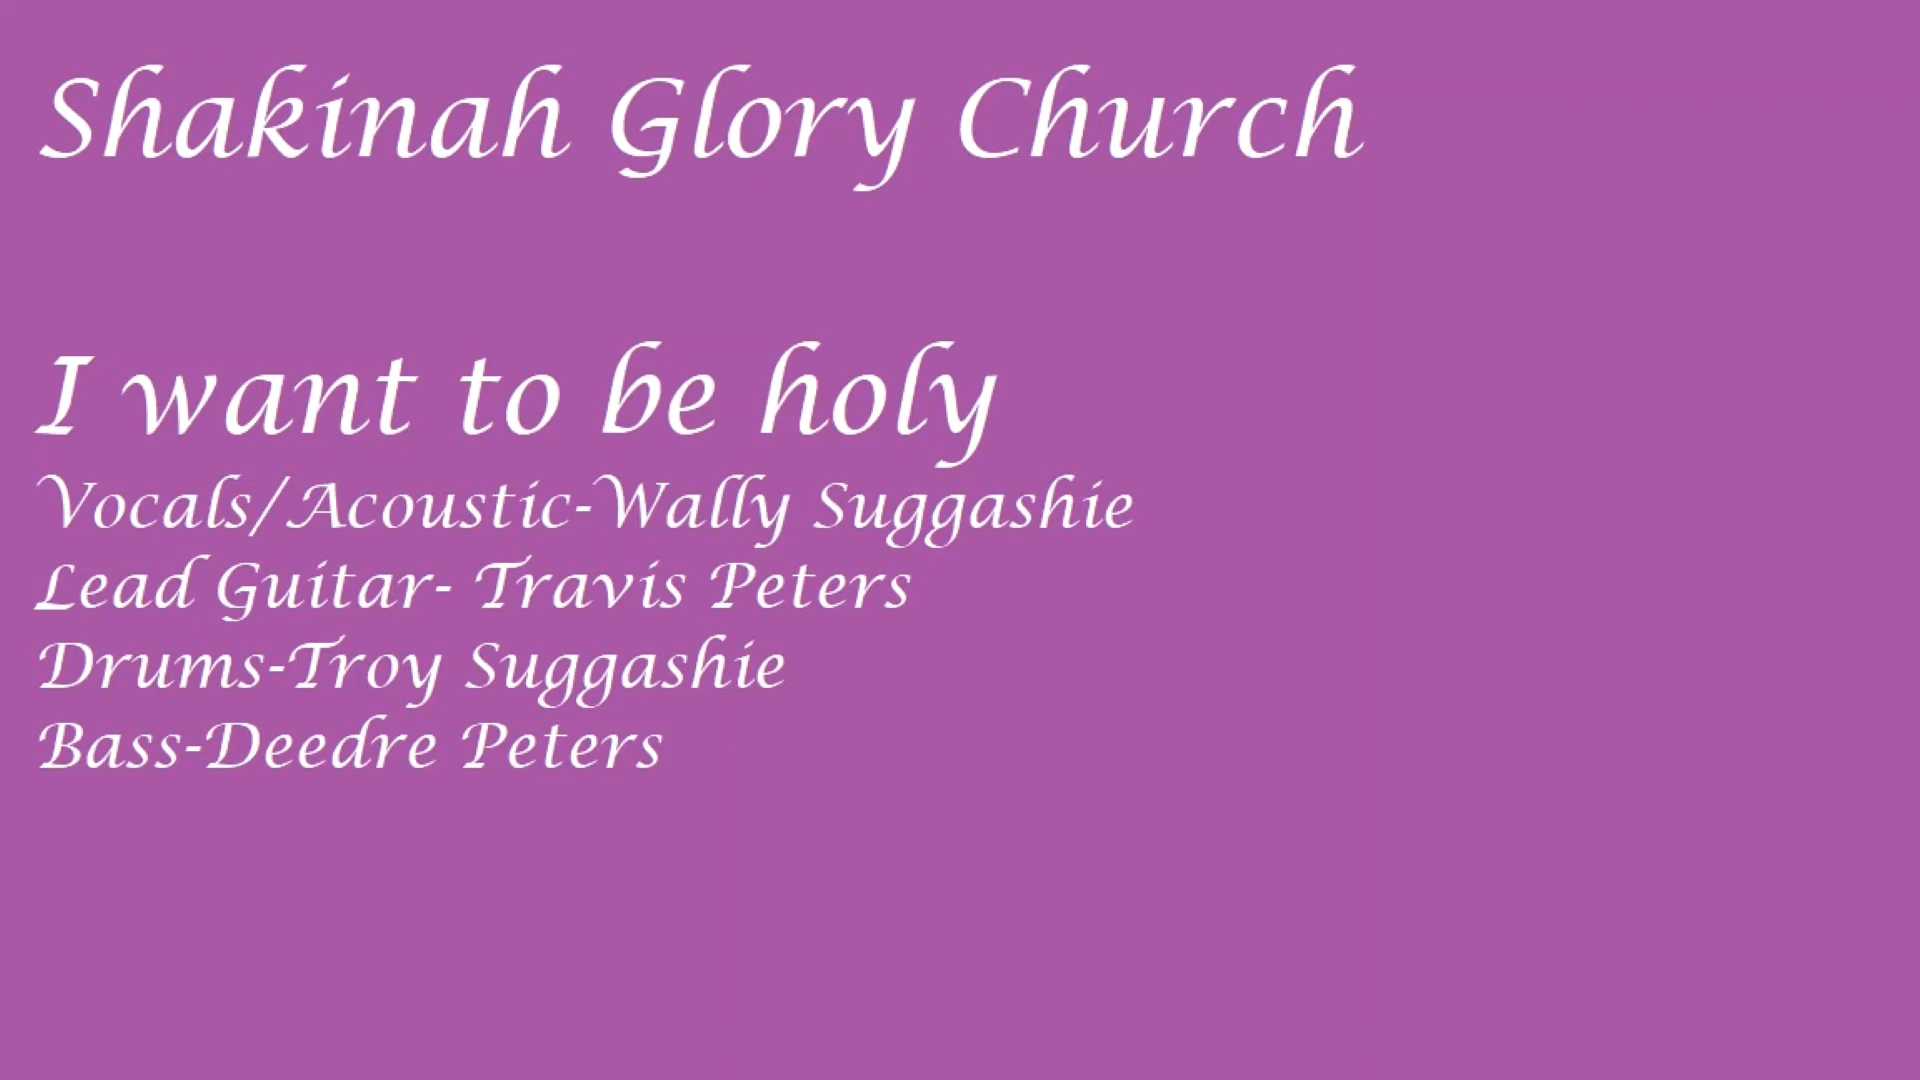 Shakinah Glory Church
I want to be holy
Vocals/Acoustic-Wally Suggashie
Lead Guitar- Travis Peters
Drums-Troy Suggashie
Bass-Deedre Peters